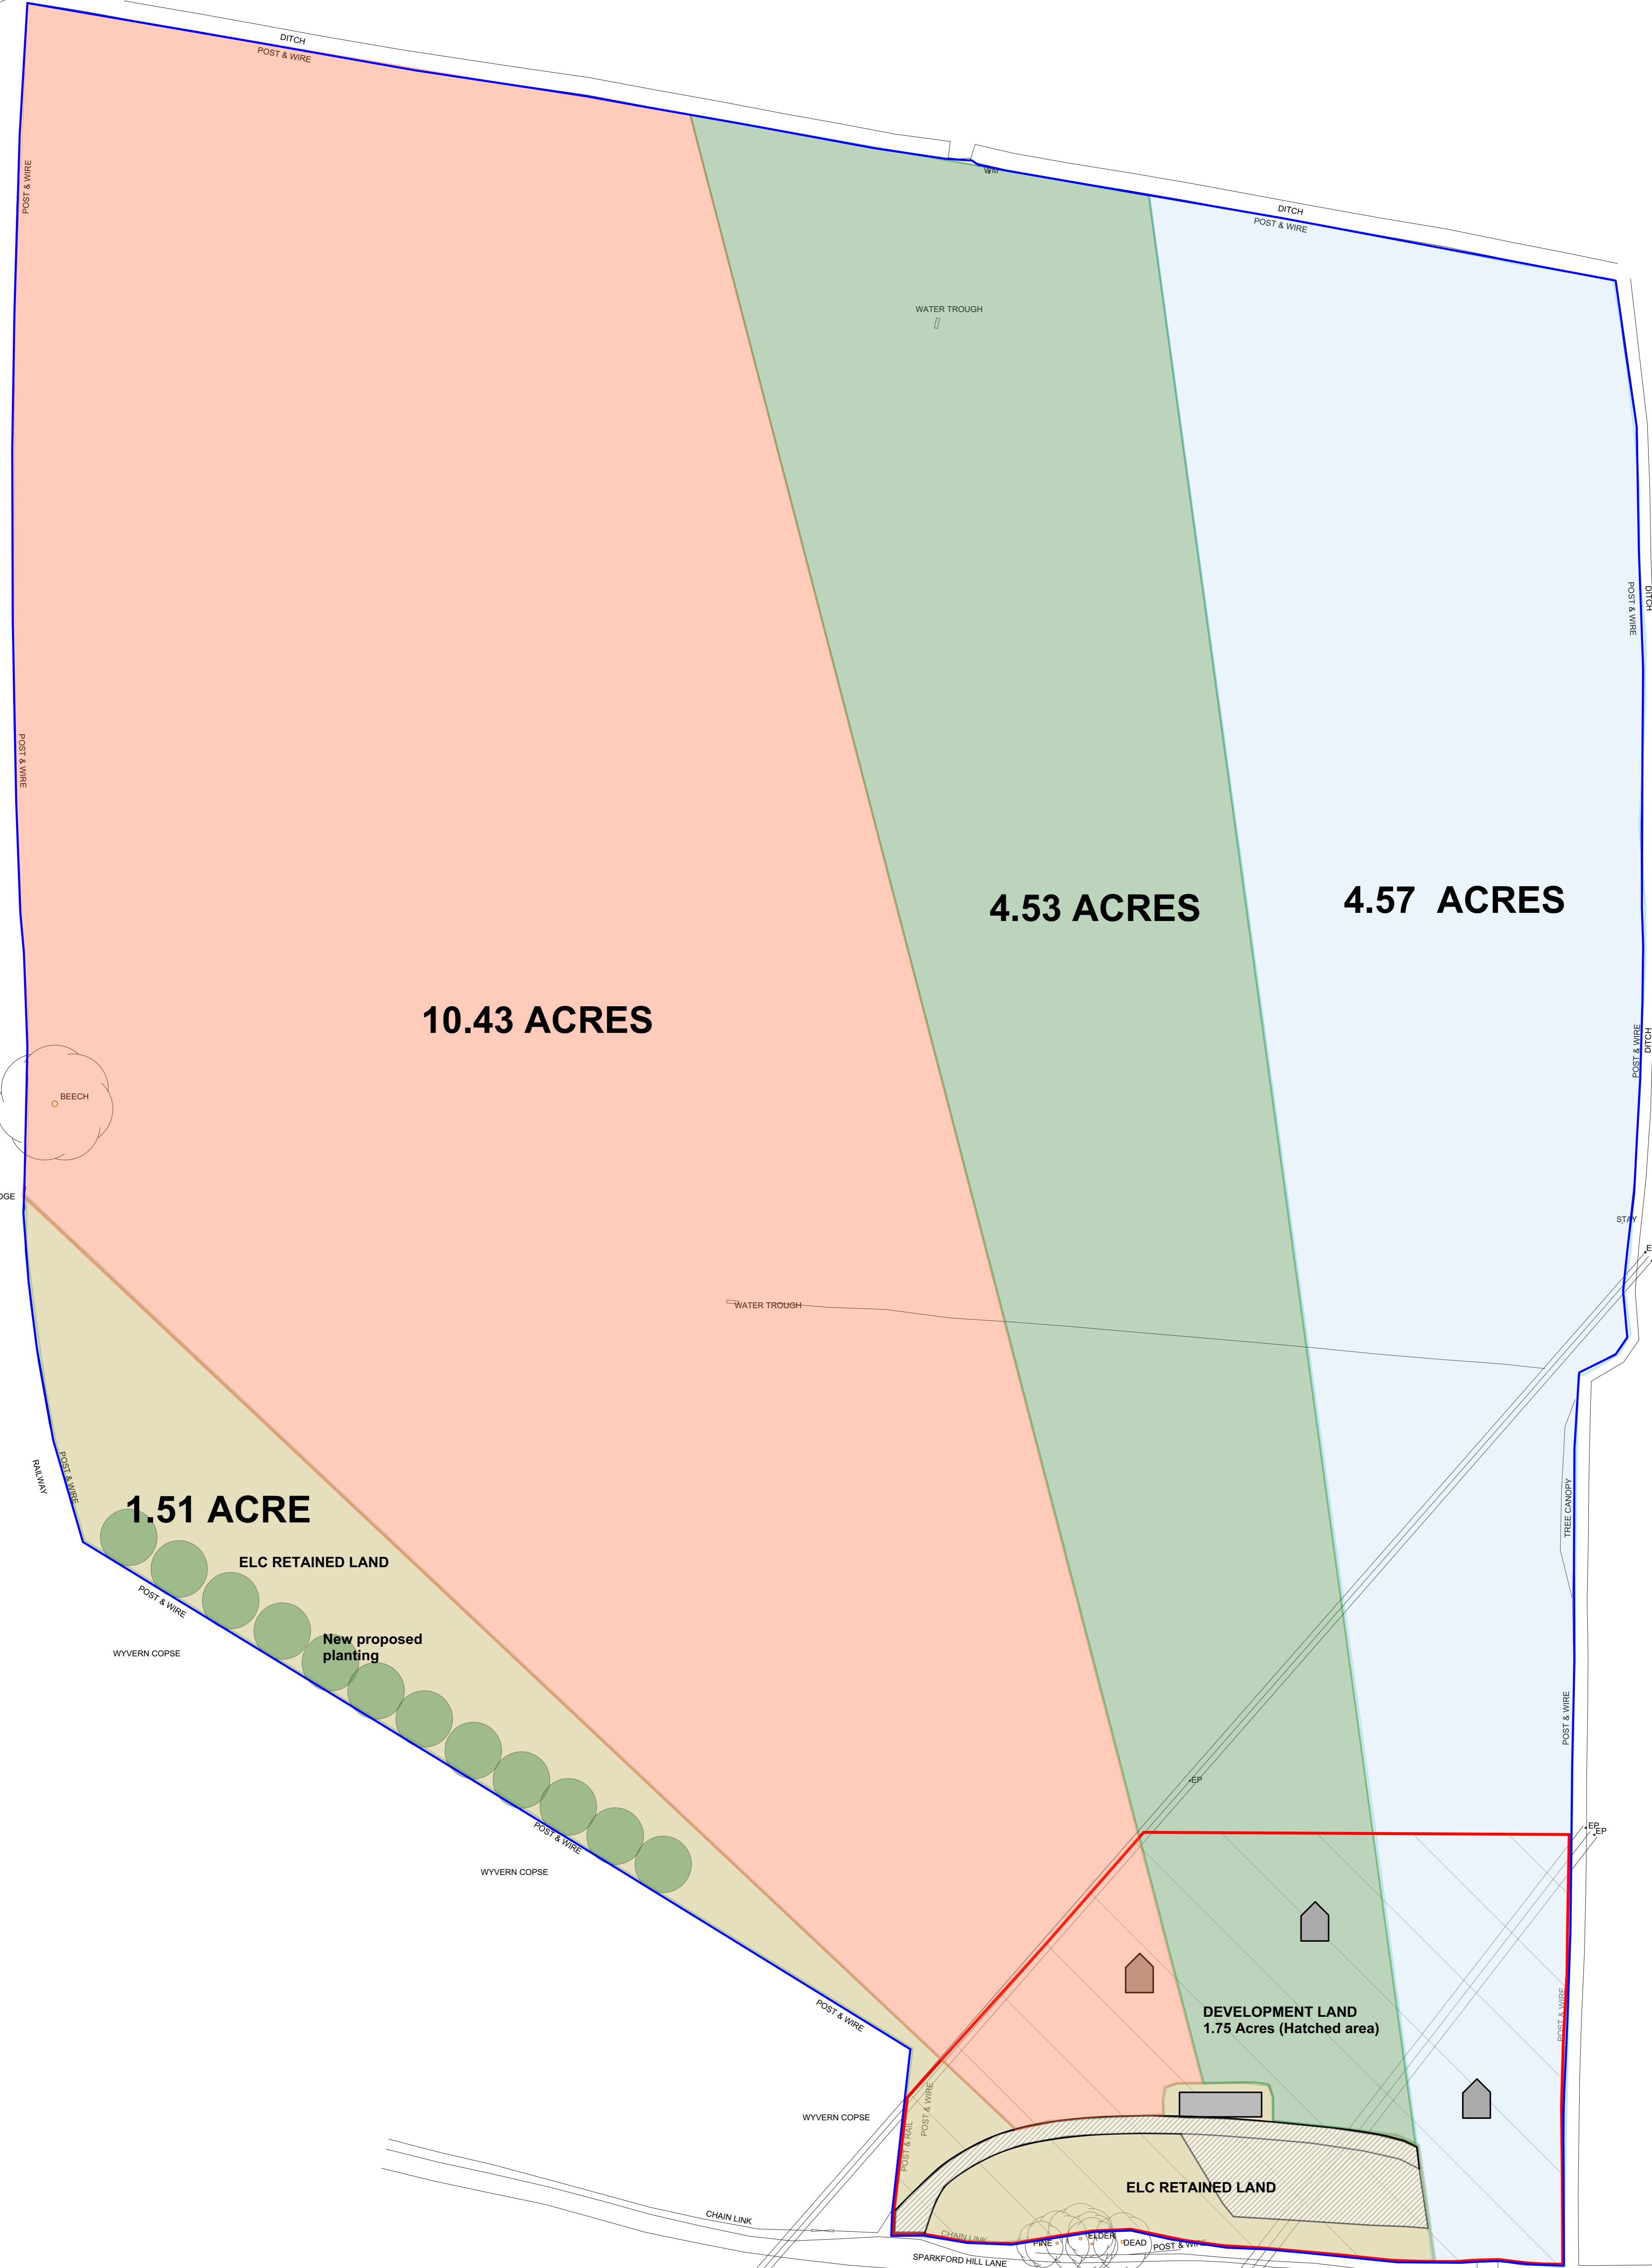 DITCH
POST & WIRE
POST & WIRE
WM
DITCH
POST & WIRE
WATER TROUGH
POST & WIRE
DITCH
POST & WIRE
4.53 ACRES
4.57 ACRES
10.43 ACRES
POST & WIRE
DITCH
BEECH
STAY
WATER TROUGH
RAILWAY
POST & WIRE
1.51 ACRE
ELC RETAINED LAND
TREE CANOPY
POST & WIRE
New proposed
planting
WYVERN COPSE
POST & WIRE
EP
POST & WIRE
EP
EP
WYVERN COPSE
POST & WIRE
POST & WIRE
DEVELOPMENT LAND
1.75 Acres (Hatched area)
WYVERN COPSE
POST & WIRE
POST & RAIL
ELC RETAINED LAND
CHAIN LINK
CHAIN LINK
PINE
ELDER
DEAD
POST & WIRE
SPARKFORD HILL LANE